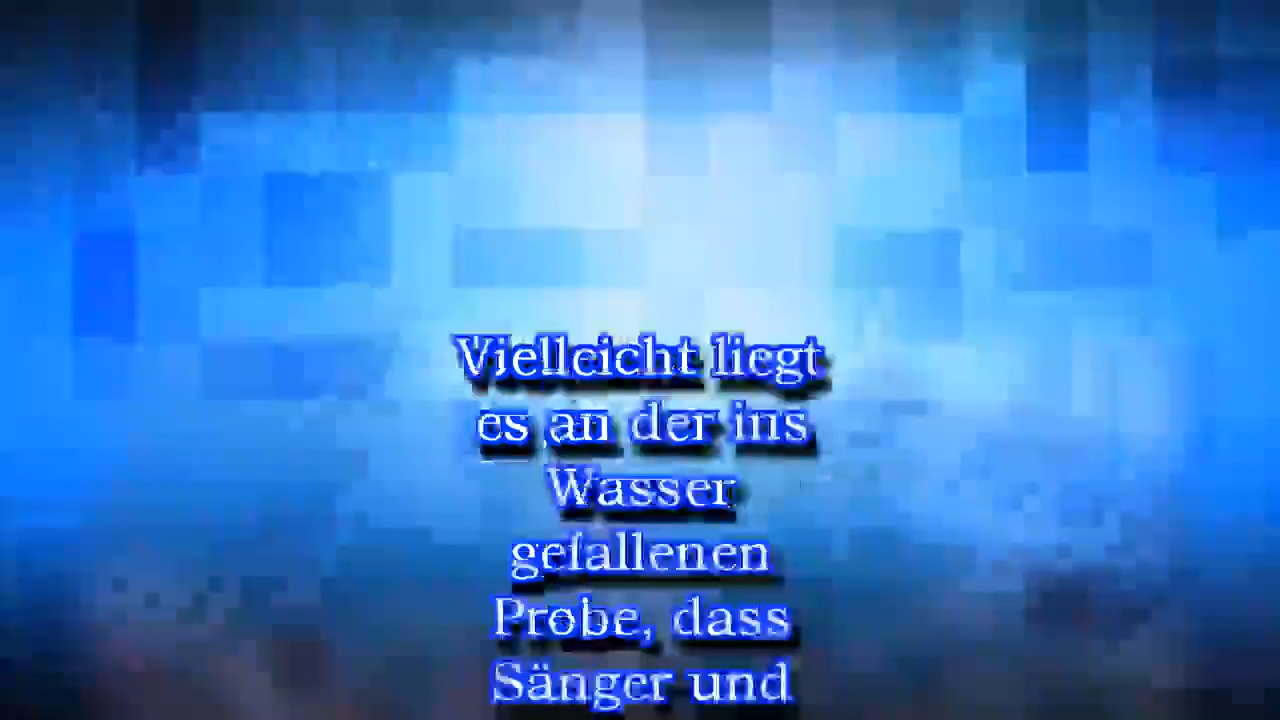 Vielleicht liegt
es an der ins
Wasser
gefallenen
Probe, dass
Sänger und